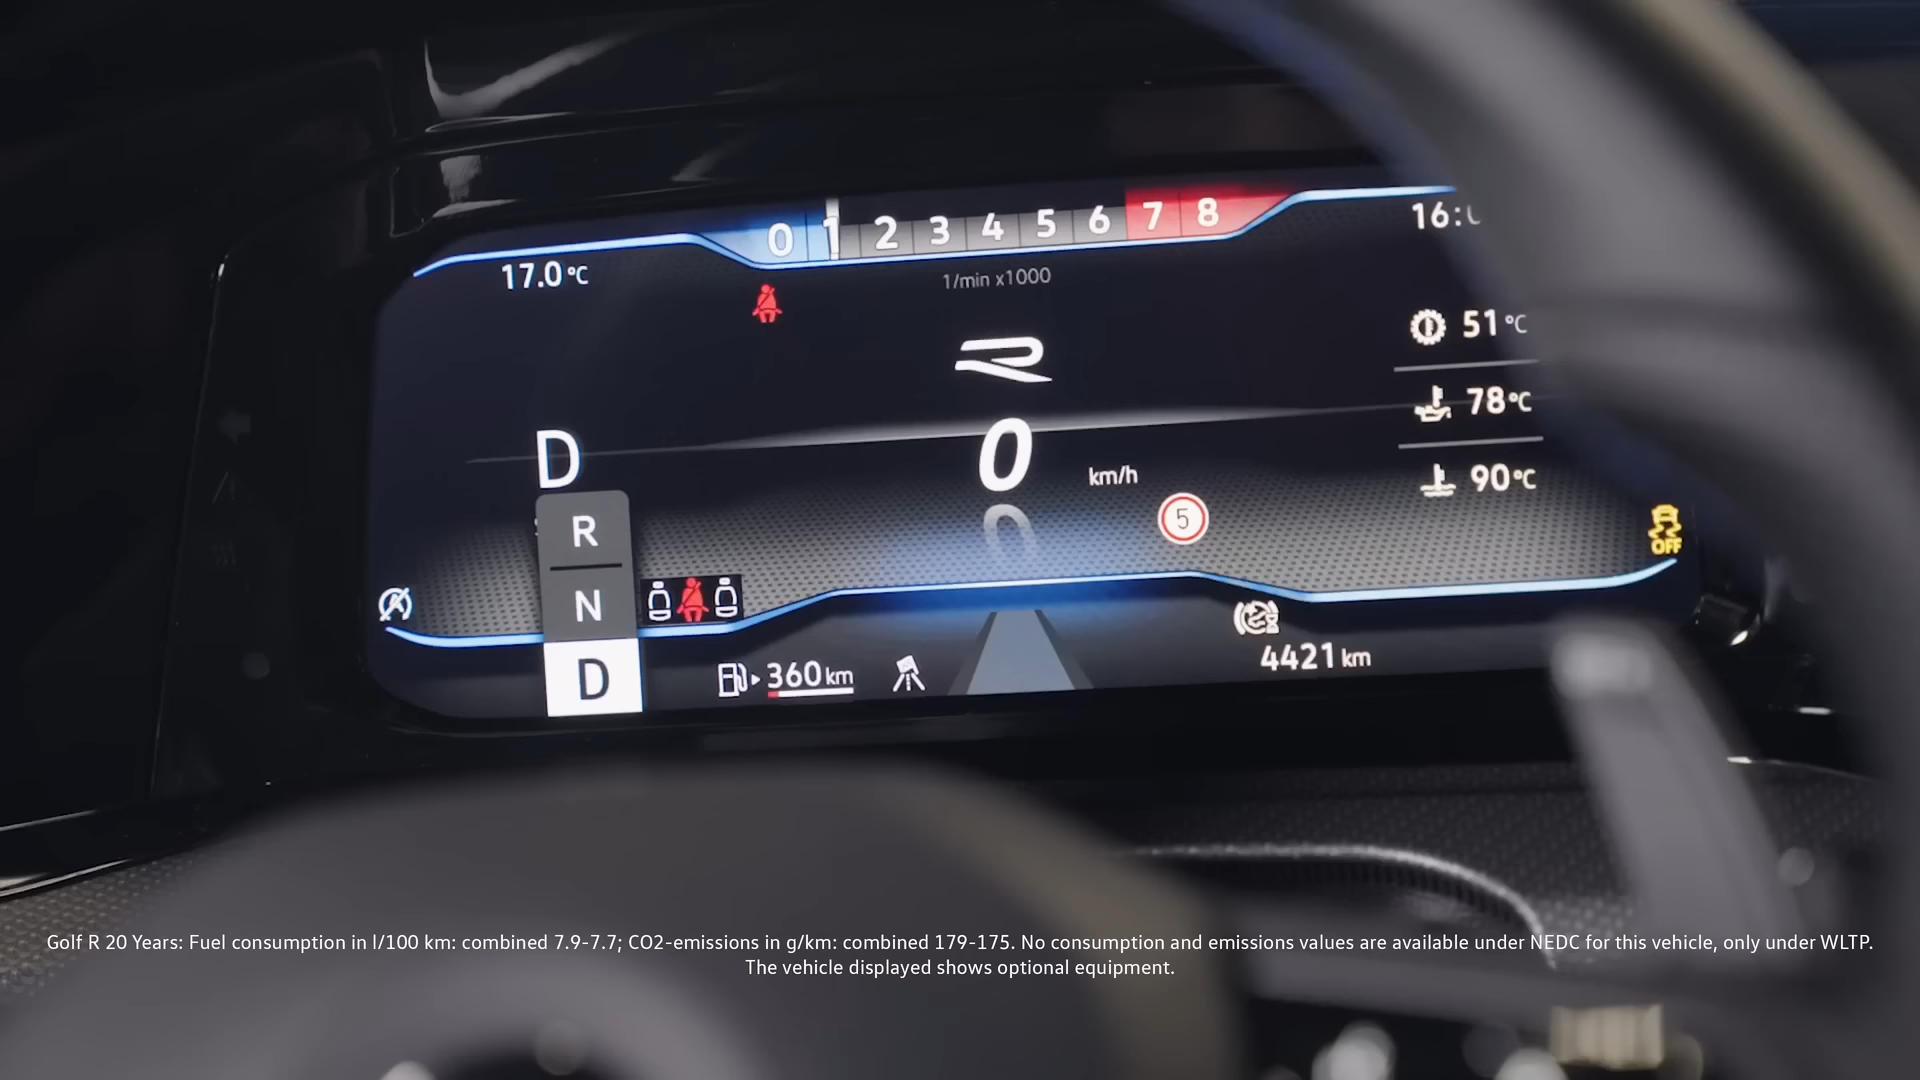 0 1 2 3 4 5 6 7 8
1/min x1000
17.0 °C
16:
51 °C
78 °C
90 °C
D
0 km/h
5
OFF
R
N
D
360 km
4421 km
Golf R 20 Years: Fuel consumption in l/100 km: combined 7.9-7.7; CO2-emissions in g/km: combined 179-175. No consumption and emissions values are available under NEDC for this vehicle, only under WLTP.
The vehicle displayed shows optional equipment.